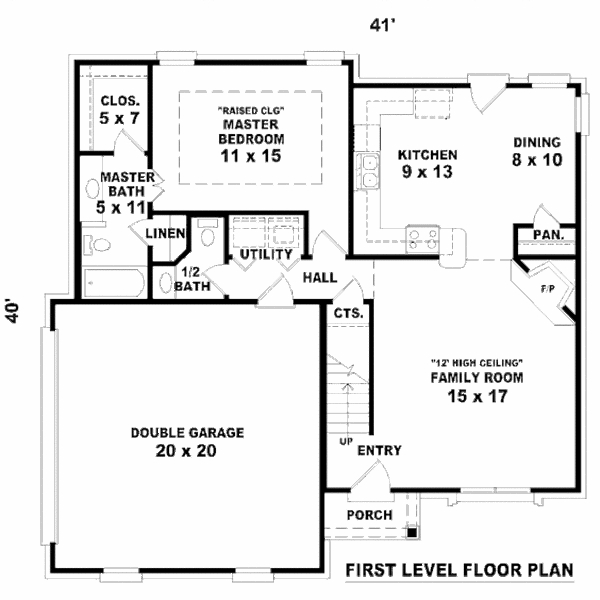 41'
CLOS.
5 x 7
"RAISED CLG"
MASTER
BEDROOM
11 x 15
KITCHEN
9 x 13
DINING
8 x 10
MASTER
BATH
5 x 11
LINEN
PAN.
UTILITY
1/2
BATH
HALL
F/P
CTS.
40'
"12' HIGH CEILING"
FAMILY ROOM
15 x 17
DOUBLE GARAGE
20 x 20
UP
ENTRY
PORCH
FIRST LEVEL FLOOR PLAN